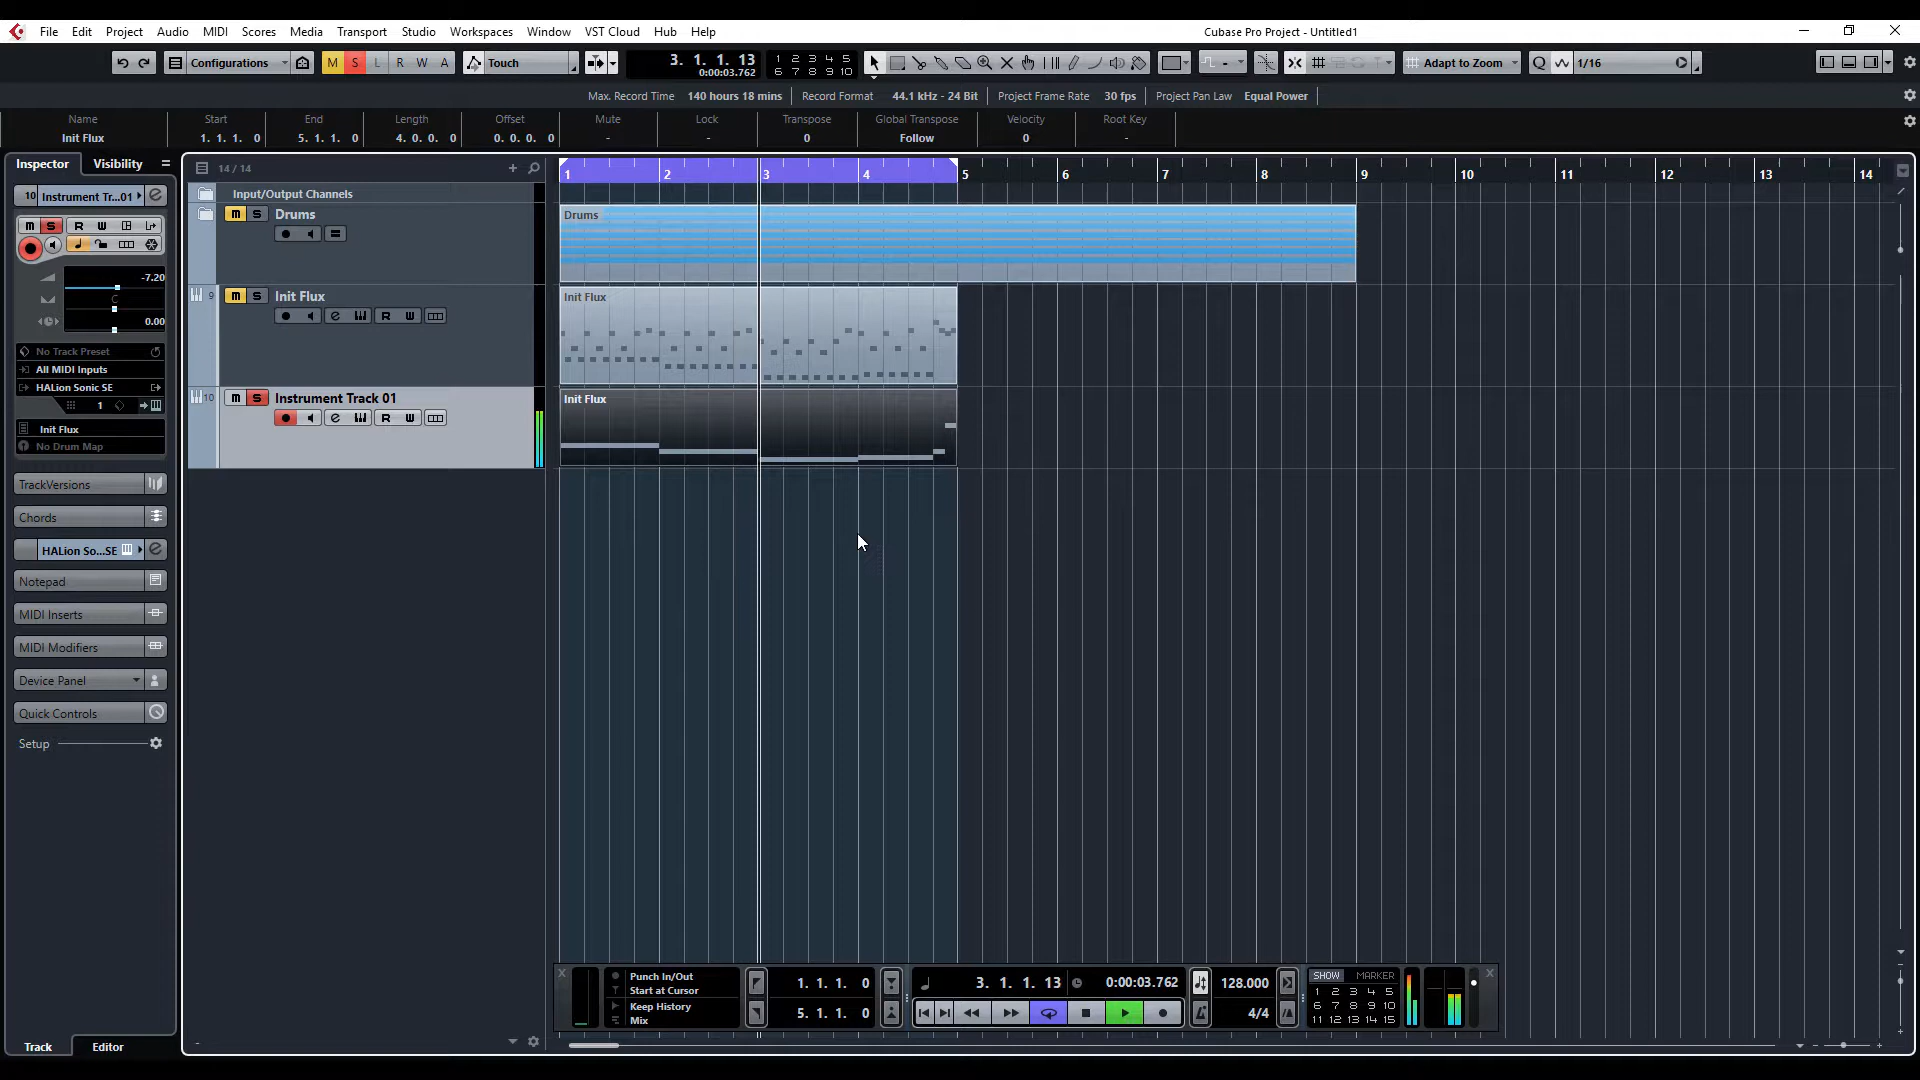 File Edit Project Audio MIDI Scores Media Transport Studio Workspaces Window VST Cloud Hub Help
Cubase Pro Project - Untitled1
Configurations M S L R W A Touch
3. 1. 1. 13
0:00:03.762
1 2 3 4 5
6 7 8 9 10
Adapt to Zoom Q 1/16
Max. Record Time 140 hours 18 mins Record Format 44.1 kHz - 24 Bit Project Frame Rate 30 fps Project Pan Law Equal Power
Name Start End Length Offset Mute Lock Transpose Global Transpose Velocity Root Key
Init Flux 1. 1. 1. 0 5. 1. 1. 0 4. 0. 0. 0 0. 0. 0. 0 - - 0 Follow 0 -
Inspector Visibility
14 / 14
1 2 3 4 5 6 7 8 9 10 11 12 13 14
10 Instrument Tr...01
M S R W
-7.20
C
0.00
No Track Preset
All MIDI Inputs
HALion Sonic SE
1
Init Flux
No Drum Map
TrackVersions
Chords
HALion So...SE
Notepad
MIDI Inserts
MIDI Modifiers
Device Panel
Quick Controls
Setup
Track Editor
Input/Output Channels
m S Drums
9 m S Init Flux
e R W
10 m S Instrument Track 01
e R W
Drums
Init Flux
Init Flux
Punch In/Out
Start at Cursor
Keep History
Mix
1. 1. 1. 0
5. 1. 1. 0
3. 1. 1. 13 0:00:03.762
128.000
4/4
SHOW MARKER
1 2 3 4 5
6 7 8 9 10
11 12 13 14 15